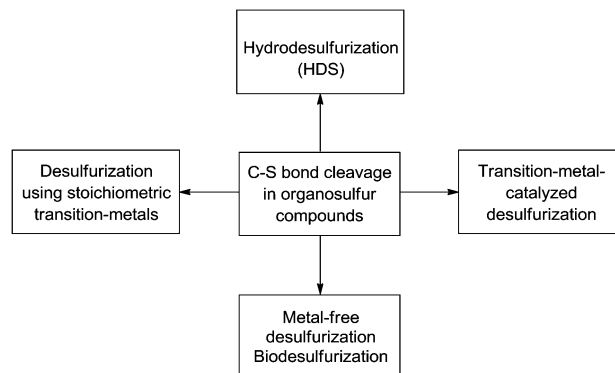 Hydrodesulfurization
(HDS)
Desulfurization
using stoichiometric
transition-metals
C-S bond cleavage
in organosulfur
compounds
Transition-metal-
catalyzed
desulfurization
Metal-free
desulfurization
Biodesulfurization